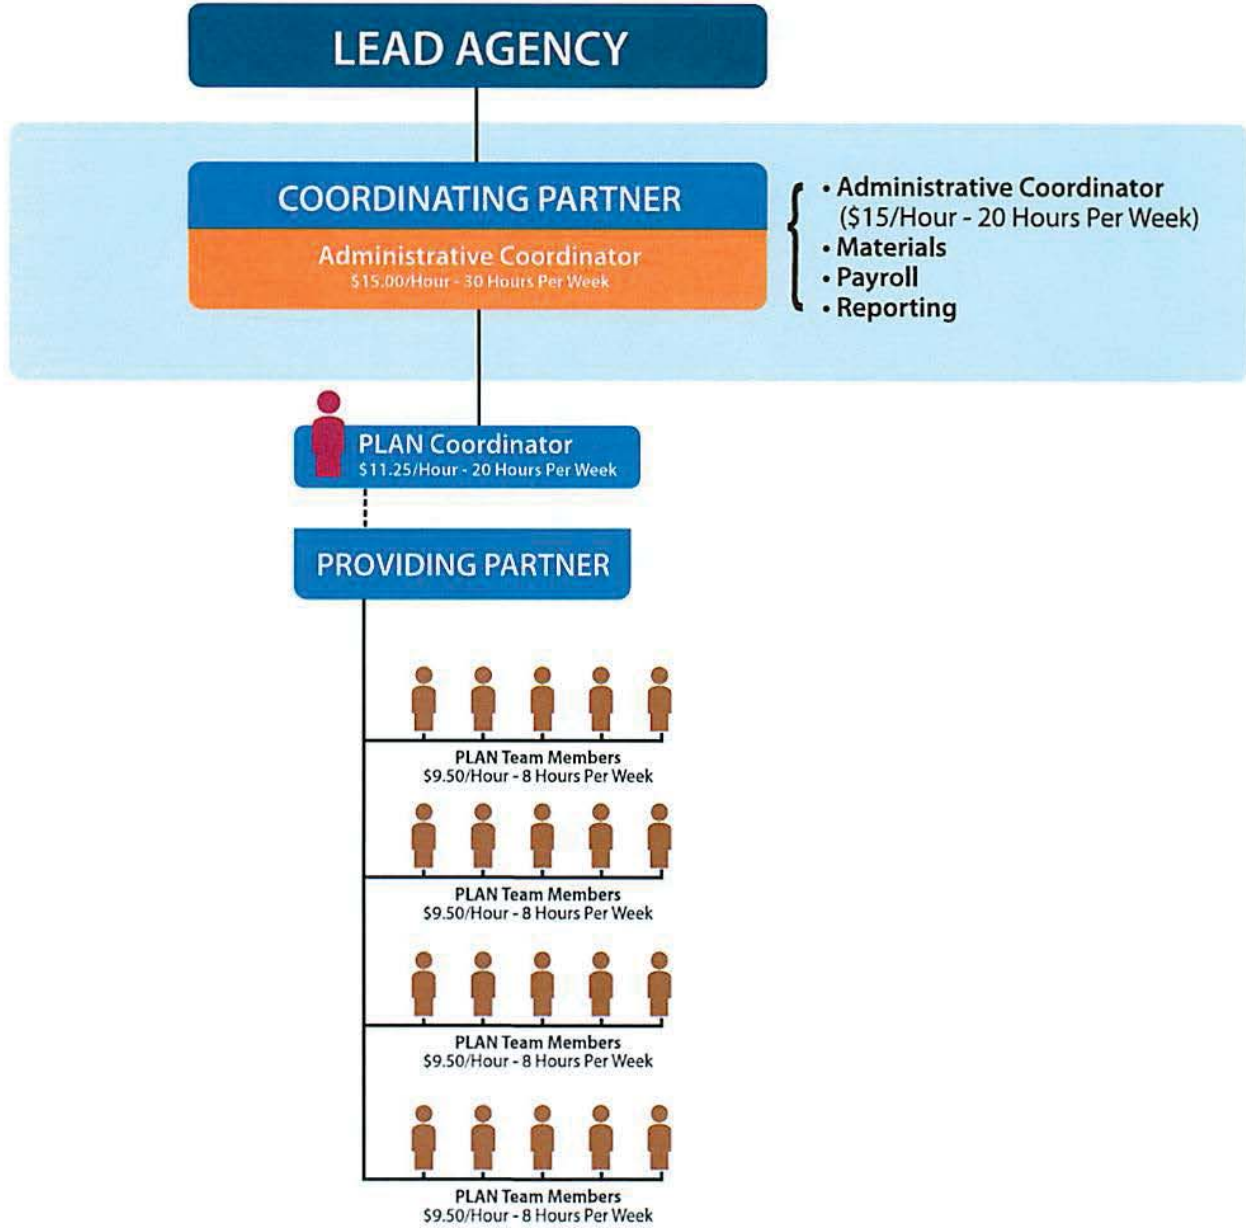 LEAD AGENCY
COORDINATING PARTNER
Administrative Coordinator
$15.00/Hour - 30 Hours Per Week
• Administrative Coordinator
($15/Hour - 20 Hours Per Week)
• Materials
• Payroll
• Reporting
PLAN Coordinator
$11.25/Hour - 20 Hours Per Week
PROVIDING PARTNER
PLAN Team Members
$9.50/Hour - 8 Hours Per Week
PLAN Team Members
$9.50/Hour - 8 Hours Per Week
PLAN Team Members
$9.50/Hour - 8 Hours Per Week
PLAN Team Members
$9.50/Hour - 8 Hours Per Week